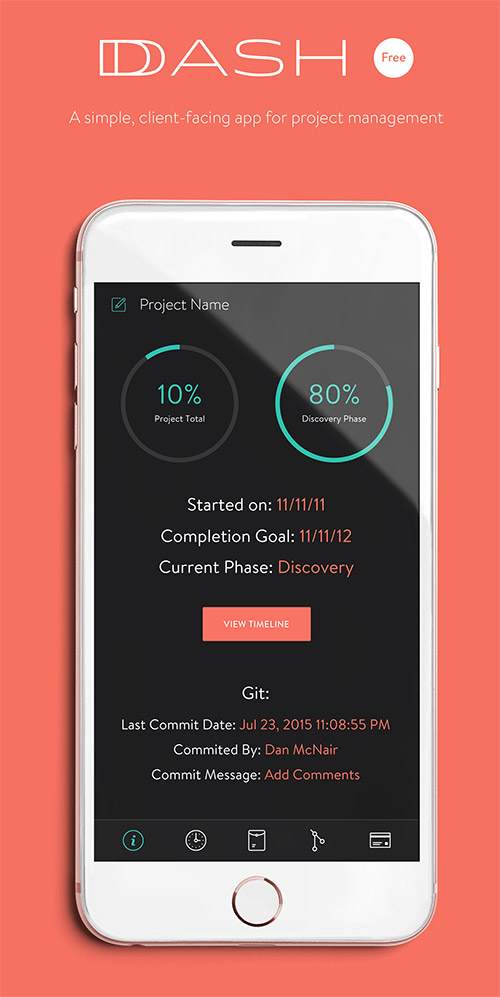 DDASH
Free
A simple, client-facing app for project management
Project Name
10%
Project Total
80%
Discovery Phase
Started on: 11/11/11
Completion Goal: 11/11/12
Current Phase: Discovery
VIEW TIMELINE
Git:
Last Commit Date: Jul 23, 2015 11:08:55 PM
Commited By: Dan McNair
Commit Message: Add Comments
i